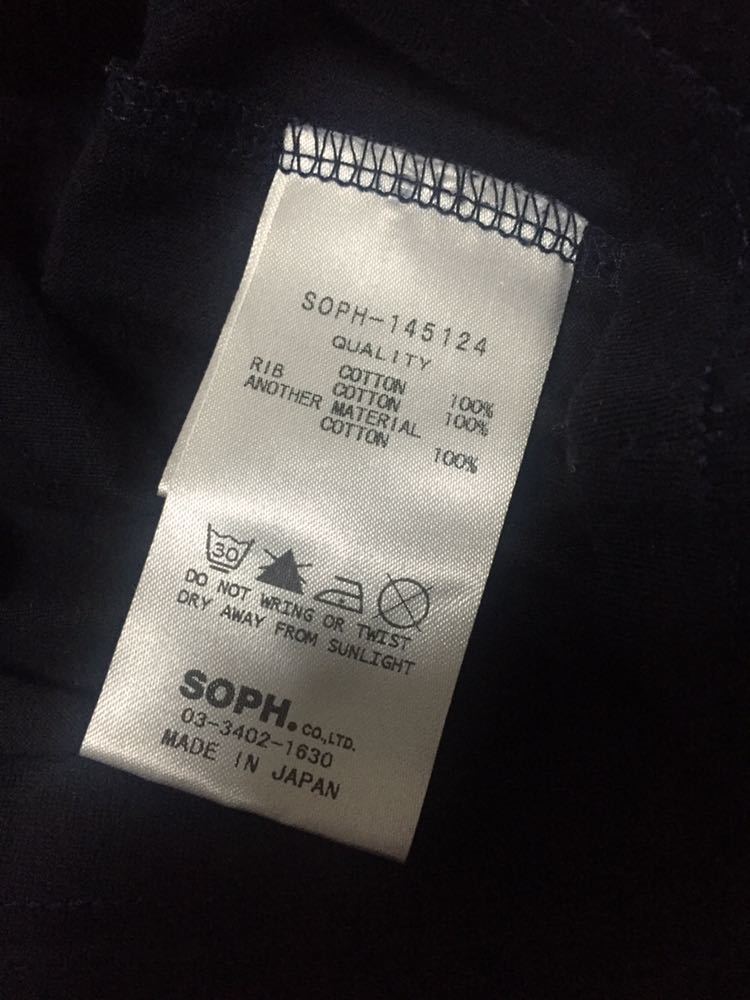 SOPH-145124
QUALITY
COTTON 100%
RIB COTTON 100%
ANOTHER MATERIAL
COTTON 100%
30
DO NOT WRING OR TWIST
DRY AWAY FROM SUNLIGHT
SOPH.CO.,LTD.
03-3402-1630
MADE IN JAPAN